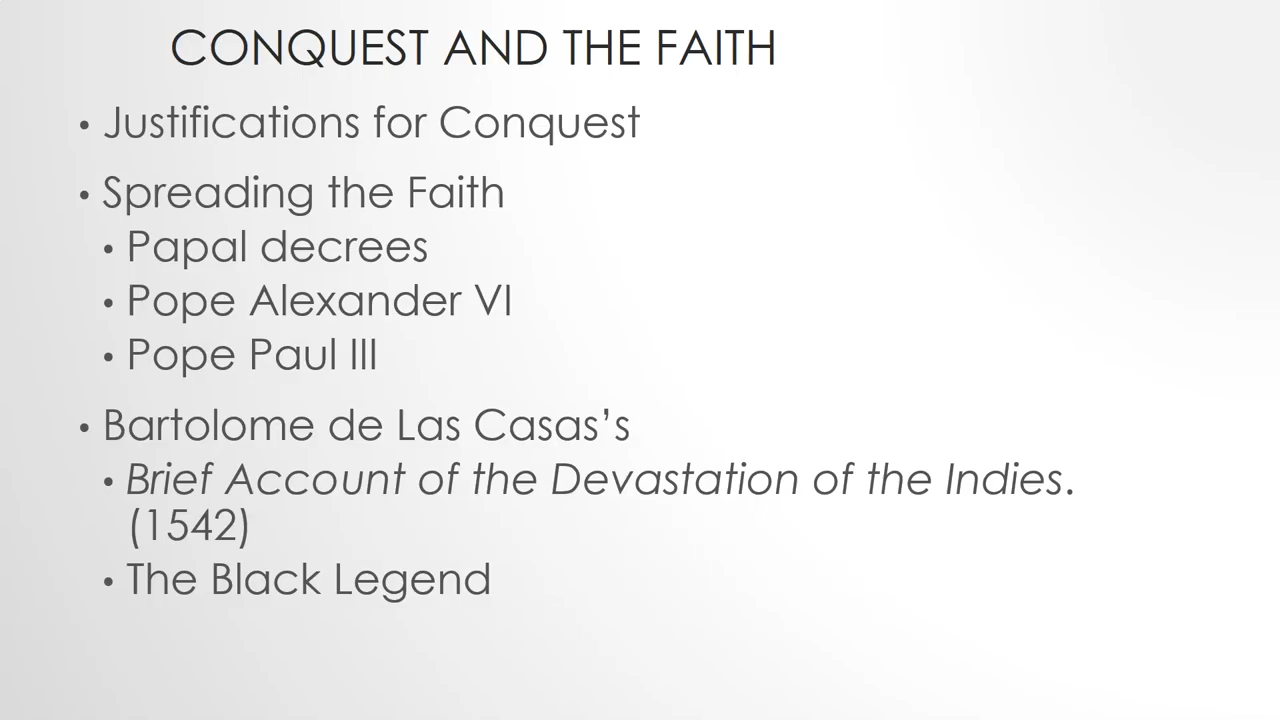 CONQUEST AND THE FAITH
• Justifications for Conquest
• Spreading the Faith
• Papal decrees
• Pope Alexander VI
• Pope Paul III
• Bartolome de Las Casas’s
• Brief Account of the Devastation of the Indies.
(1542)
• The Black Legend